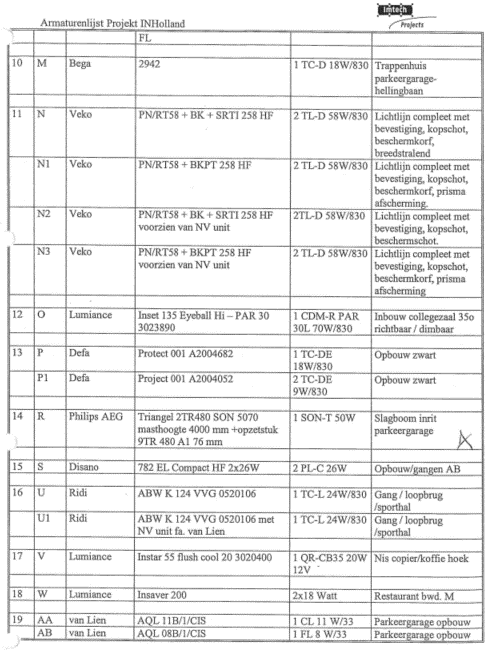 Imtech
Projects
Armaturenlijst Projekt INHolland
FL
10 M Bega 2942 1 TC-D 18W/830 Trappenhuis
parkeergarage-
hellingbaan
11 N Veko PN/RT58 + BK + SRTI 258 HF 2 TL-D 58W/830 Lichtlijn compleet met
bevestiging, kopschot,
beschermkorf,
breedstralend
N1 Veko PN/RT58 + BKPT 258 HF 2 TL-D 58W/830 Lichtlijn compleet met
bevestiging, kopschot,
beschermkorf, prisma
afscherming.
N2 Veko PN/RT58 + BK + SRTI 258 HF 2TL-D 58W/830 Lichtlijn compleet met
voorzien van NV unit bevestiging, kopschot,
beschermschot.
N3 Veko PN/RT58 + BKPT 258 HF 2 TL-D 58W/830 Lichtlijn compleet met
voorzien van NV unit bevestiging, kopschot,
beschermkorf, prisma
afscherming
12 O Lumiance Inset 135 Eyeball Hi – PAR 30 1 CDM-R PAR Inbouw collegezaal 35o
3023890 30L 70W/830 richtbaar / dimbaar
13 P Defa Protect 001 A2004682 1 TC-DE Opbouw zwart
18W/830
P1 Defa Project 001 A2004052 2 TC-DE Opbouw zwart
9W/830
14 R Philips AEG Triangel 2TR480 SON 5070 1 SON-T 50W Slagboom inrit
masthoogte 4000 mm +opzetstuk parkeergarage
9TR 480 A1 76 mm
15 S Disano 782 EL Compact HF 2x26W 2 PL-C 26W Opbouw/gangen AB
16 U Ridi ABW K 124 VVG 0520106 1 TC-L 24W/830 Gang / loopbrug
/sporthal
U1 Ridi ABW K 124 VVG 0520106 met 1 TC-L 24W/830 Gang / loopbrug
NV unit fa. van Lien /sporthal
17 V Lumiance Instar 55 flush cool 20 3020400 1 QR-CB35 20W Nis copier/koffie hoek
12V
18 W Lumiance Insaver 200 2x18 Watt Restaurant bwd. M
19 AA van Lien AQL 11B/1/CIS 1 CL 11 W/33 Parkeergarage opbouw
AB van Lien AQL 08B/1/CIS 1 FL 8 W/33 Parkeergarage opbouw